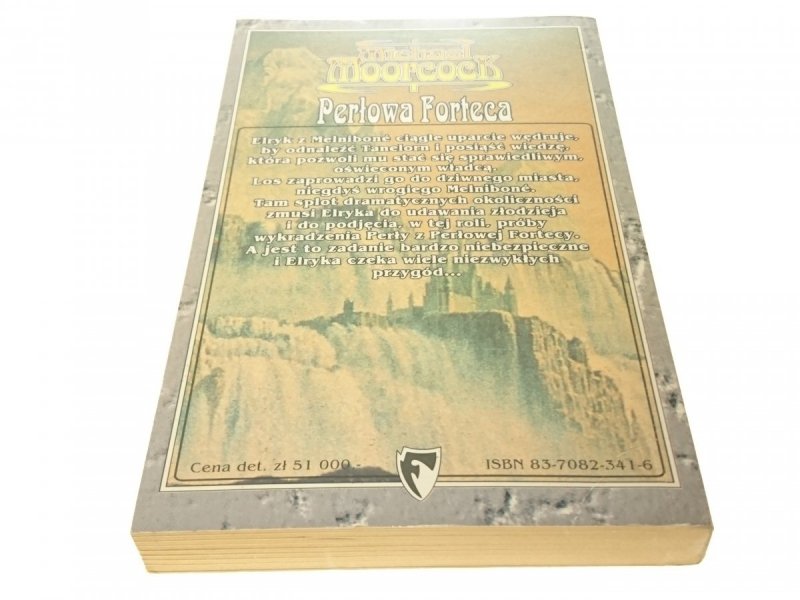 Michael
Moorcock
Perłowa Forteca
Elryk z Melniboné ciągle uparcie wędruje,
by odnaleźć Tanelorn i posiąść wiedzę,
która pozwoli mu stać się sprawiedliwym,
oświeconym władcą.
Los zaprowadzi go do dziwnego miasta,
niegdyś wrogiego Melniboné.
Tam splot dramatycznych okoliczności
zmusi Elryka do udawania złodzieja
i do podjęcia, w tej roli, próby
wykradzenia Perły z Perłowej Fortecy.
A jest to zadanie bardzo niebezpieczne
i Elryka czeka wiele niezwykłych
przygód...
Cena det. zł 51 000,-
F
ISBN 83-7082-341-6